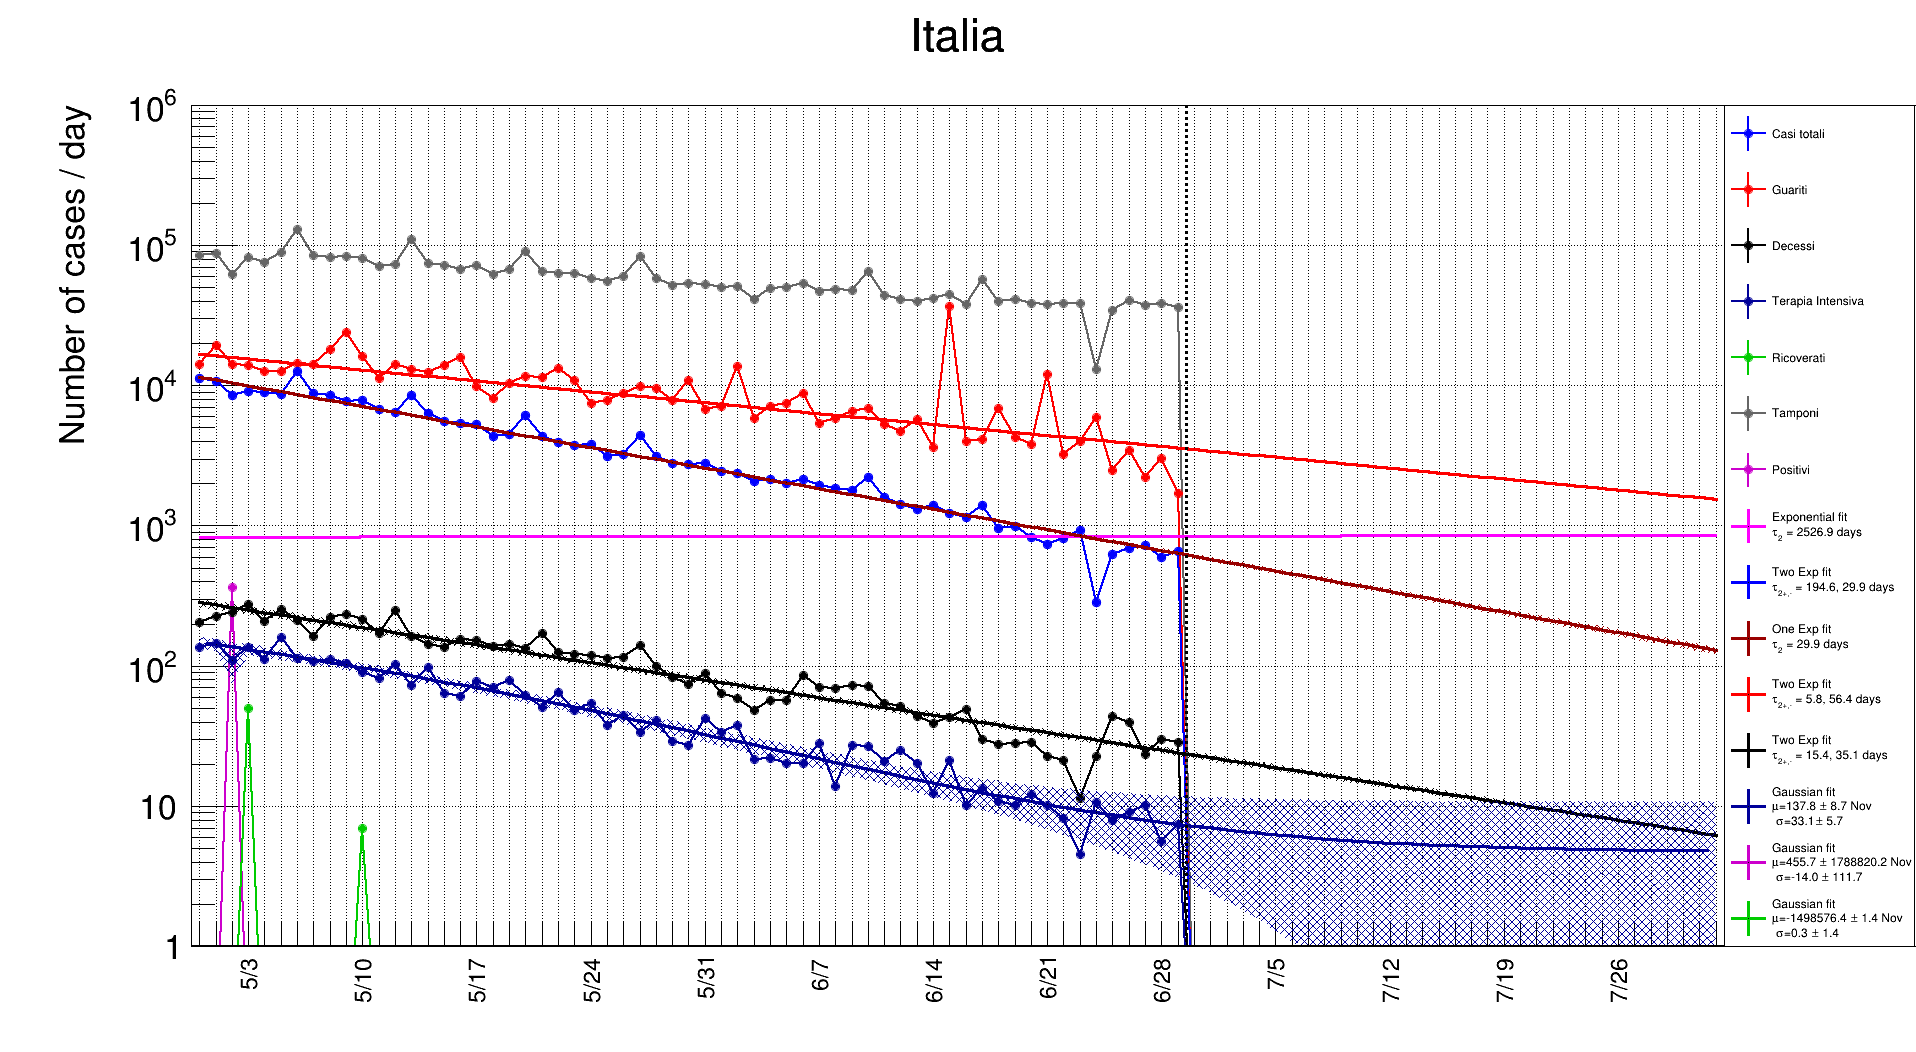 Italia
Number of cases / day
10^6
10^5
10^4
10^3
10^2
10
1
5/3
5/10
5/17
5/24
5/31
6/7
6/14
6/21
6/28
7/5
7/12
7/19
7/26
Casi totali
Guariti
Decessi
Terapia Intensiva
Ricoverati
Tamponi
Positivi
Exponential fit
τ2 = 2526.9 days
Two Exp fit
τ2+,- = 194.6, 29.9 days
One Exp fit
τ2 = 29.9 days
Two Exp fit
τ2+,- = 5.8, 56.4 days
Two Exp fit
τ2+,- = 15.4, 35.1 days
Gaussian fit
μ=137.8 ± 8.7 Nov
σ=33.1 ± 5.7
Gaussian fit
μ=455.7 ± 1788820.2 Nov
σ=-14.0 ± 111.7
Gaussian fit
μ=-1498576.4 ± 1.4 Nov
σ=0.3 ± 1.4